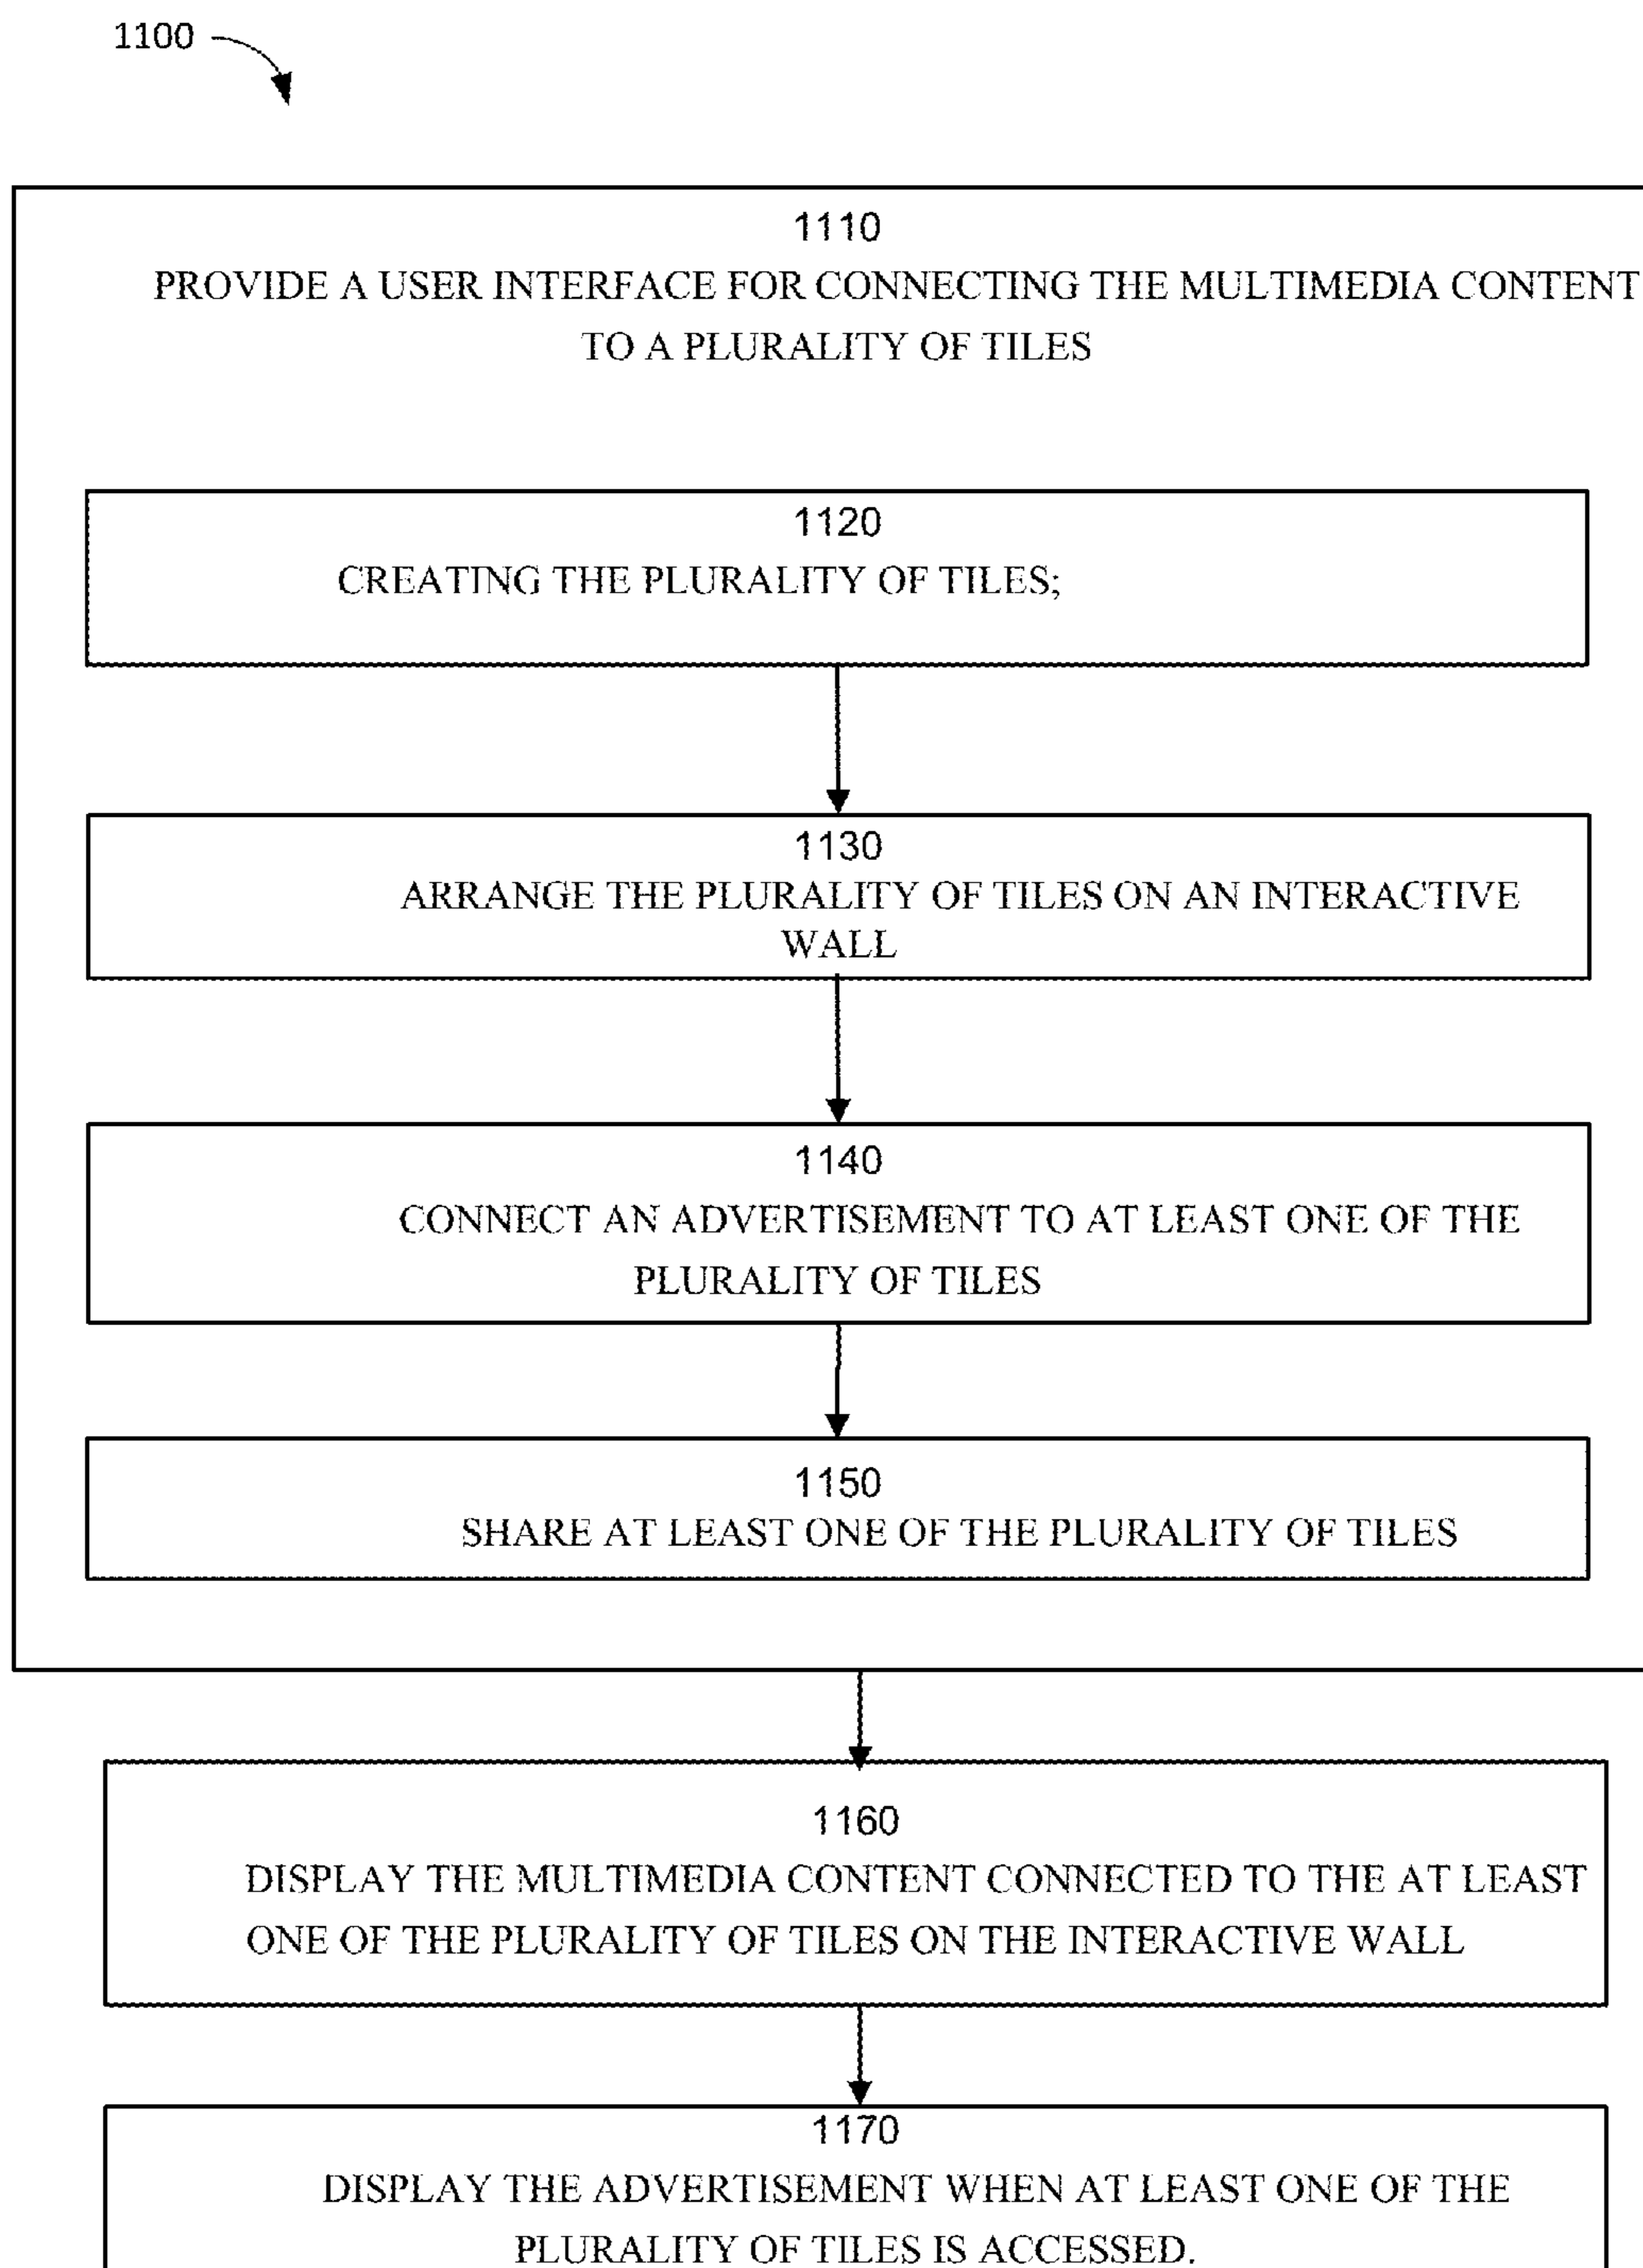 1100
1110
PROVIDE A USER INTERFACE FOR CONNECTING THE MULTIMEDIA CONTENT
TO A PLURALITY OF TILES
1120
CREATING THE PLURALITY OF TILES;
1130
ARRANGE THE PLURALITY OF TILES ON AN INTERACTIVE
WALL
1140
CONNECT AN ADVERTISEMENT TO AT LEAST ONE OF THE
PLURALITY OF TILES
1150
SHARE AT LEAST ONE OF THE PLURALITY OF TILES
1160
DISPLAY THE MULTIMEDIA CONTENT CONNECTED TO THE AT LEAST
ONE OF THE PLURALITY OF TILES ON THE INTERACTIVE WALL
1170
DISPLAY THE ADVERTISEMENT WHEN AT LEAST ONE OF THE
PLURALITY OF TILES IS ACCESSED.